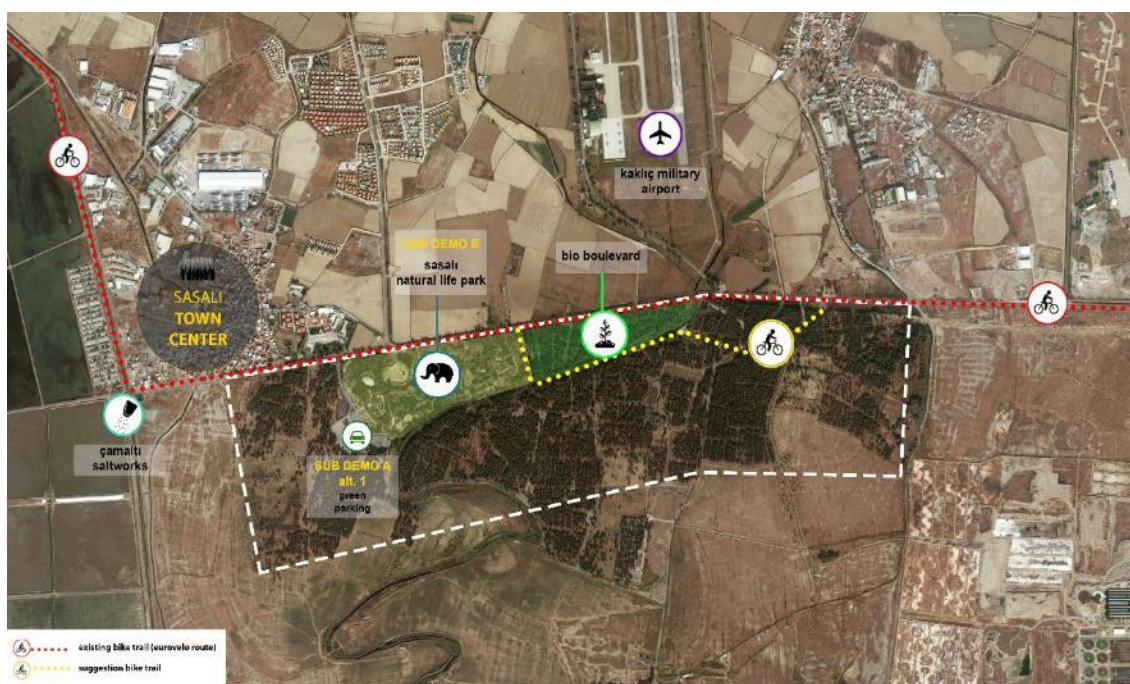 kaklıç military
airport
SUB DEMO B
sasalı
natural life park
bio boulevard
SASALI
TOWN
CENTER
çamaltı
saltworks
SUB DEMO A
alt. 1
green
parking
existing bike trail (eurovelo route)
suggestion bike trail